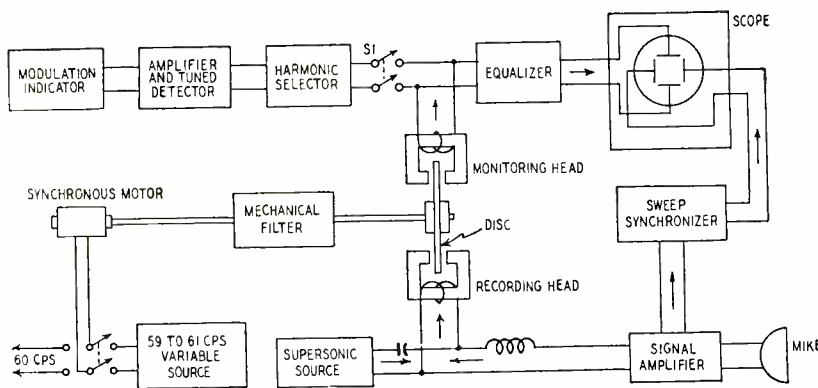 SCOPE
S1
MODULATION
INDICATOR
AMPLIFIER
AND TUNED
DETECTOR
HARMONIC
SELECTOR
EQUALIZER
MONITORING HEAD
SYNCHRONOUS MOTOR
MECHANICAL
FILTER
SWEEP
SYNCHRONIZER
DISC
RECORDING HEAD
60 CPS
59 TO 61 CPS
VARIABLE
SOURCE
SUPERSONIC
SOURCE
SIGNAL
AMPLIFIER
MIKE